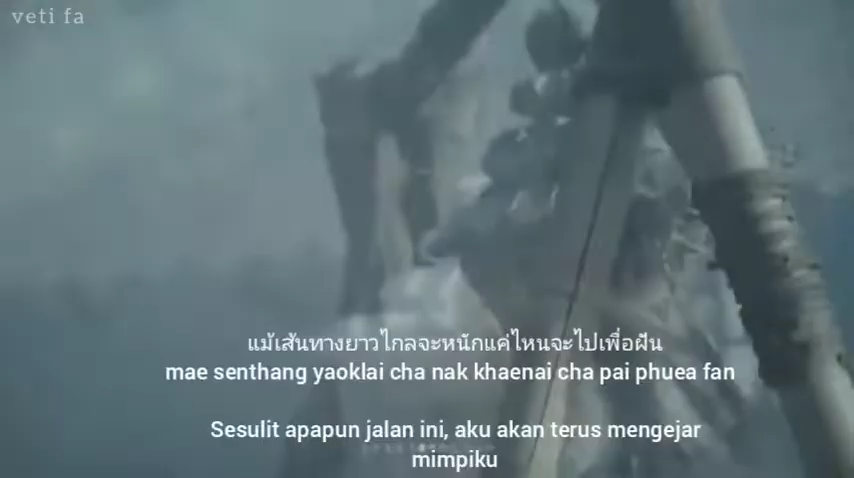 veti fa
แม้เส้นทางยาวไกลจะหนักแค่ไหนจะไปเพื่อฝัน
mae senthang yaoklai cha nak khaenai cha pai phuea fan
Sesulit apapun jalan ini, aku akan terus mengejar
mimpiku